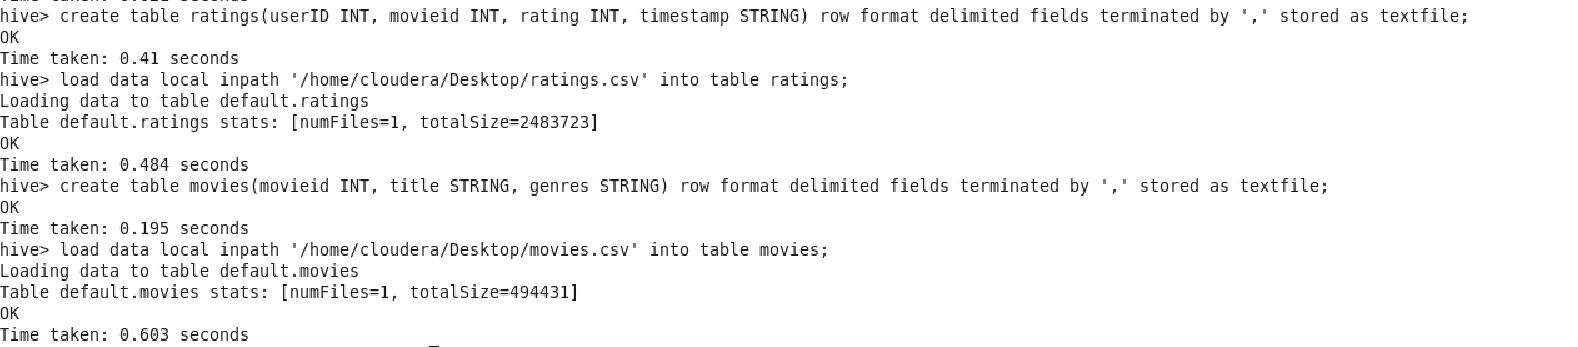 hive> create table ratings(userID INT, movieid INT, rating INT, timestamp STRING) row format delimited fields terminated by ',' stored as textfile;
OK
Time taken: 0.41 seconds
hive> load data local inpath '/home/cloudera/Desktop/ratings.csv' into table ratings;
Loading data to table default.ratings
Table default.ratings stats: [numFiles=1, totalSize=2483723]
OK
Time taken: 0.484 seconds
hive> create table movies(movieid INT, title STRING, genres STRING) row format delimited fields terminated by ',' stored as textfile;
OK
Time taken: 0.195 seconds
hive> load data local inpath '/home/cloudera/Desktop/movies.csv' into table movies;
Loading data to table default.movies
Table default.movies stats: [numFiles=1, totalSize=494431]
OK
Time taken: 0.603 seconds